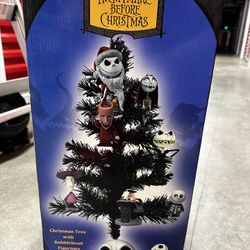 NIGHTMARE
BEFORE
CHRISTMAS
Christmas Tree
with
Bobblehead
Figurines